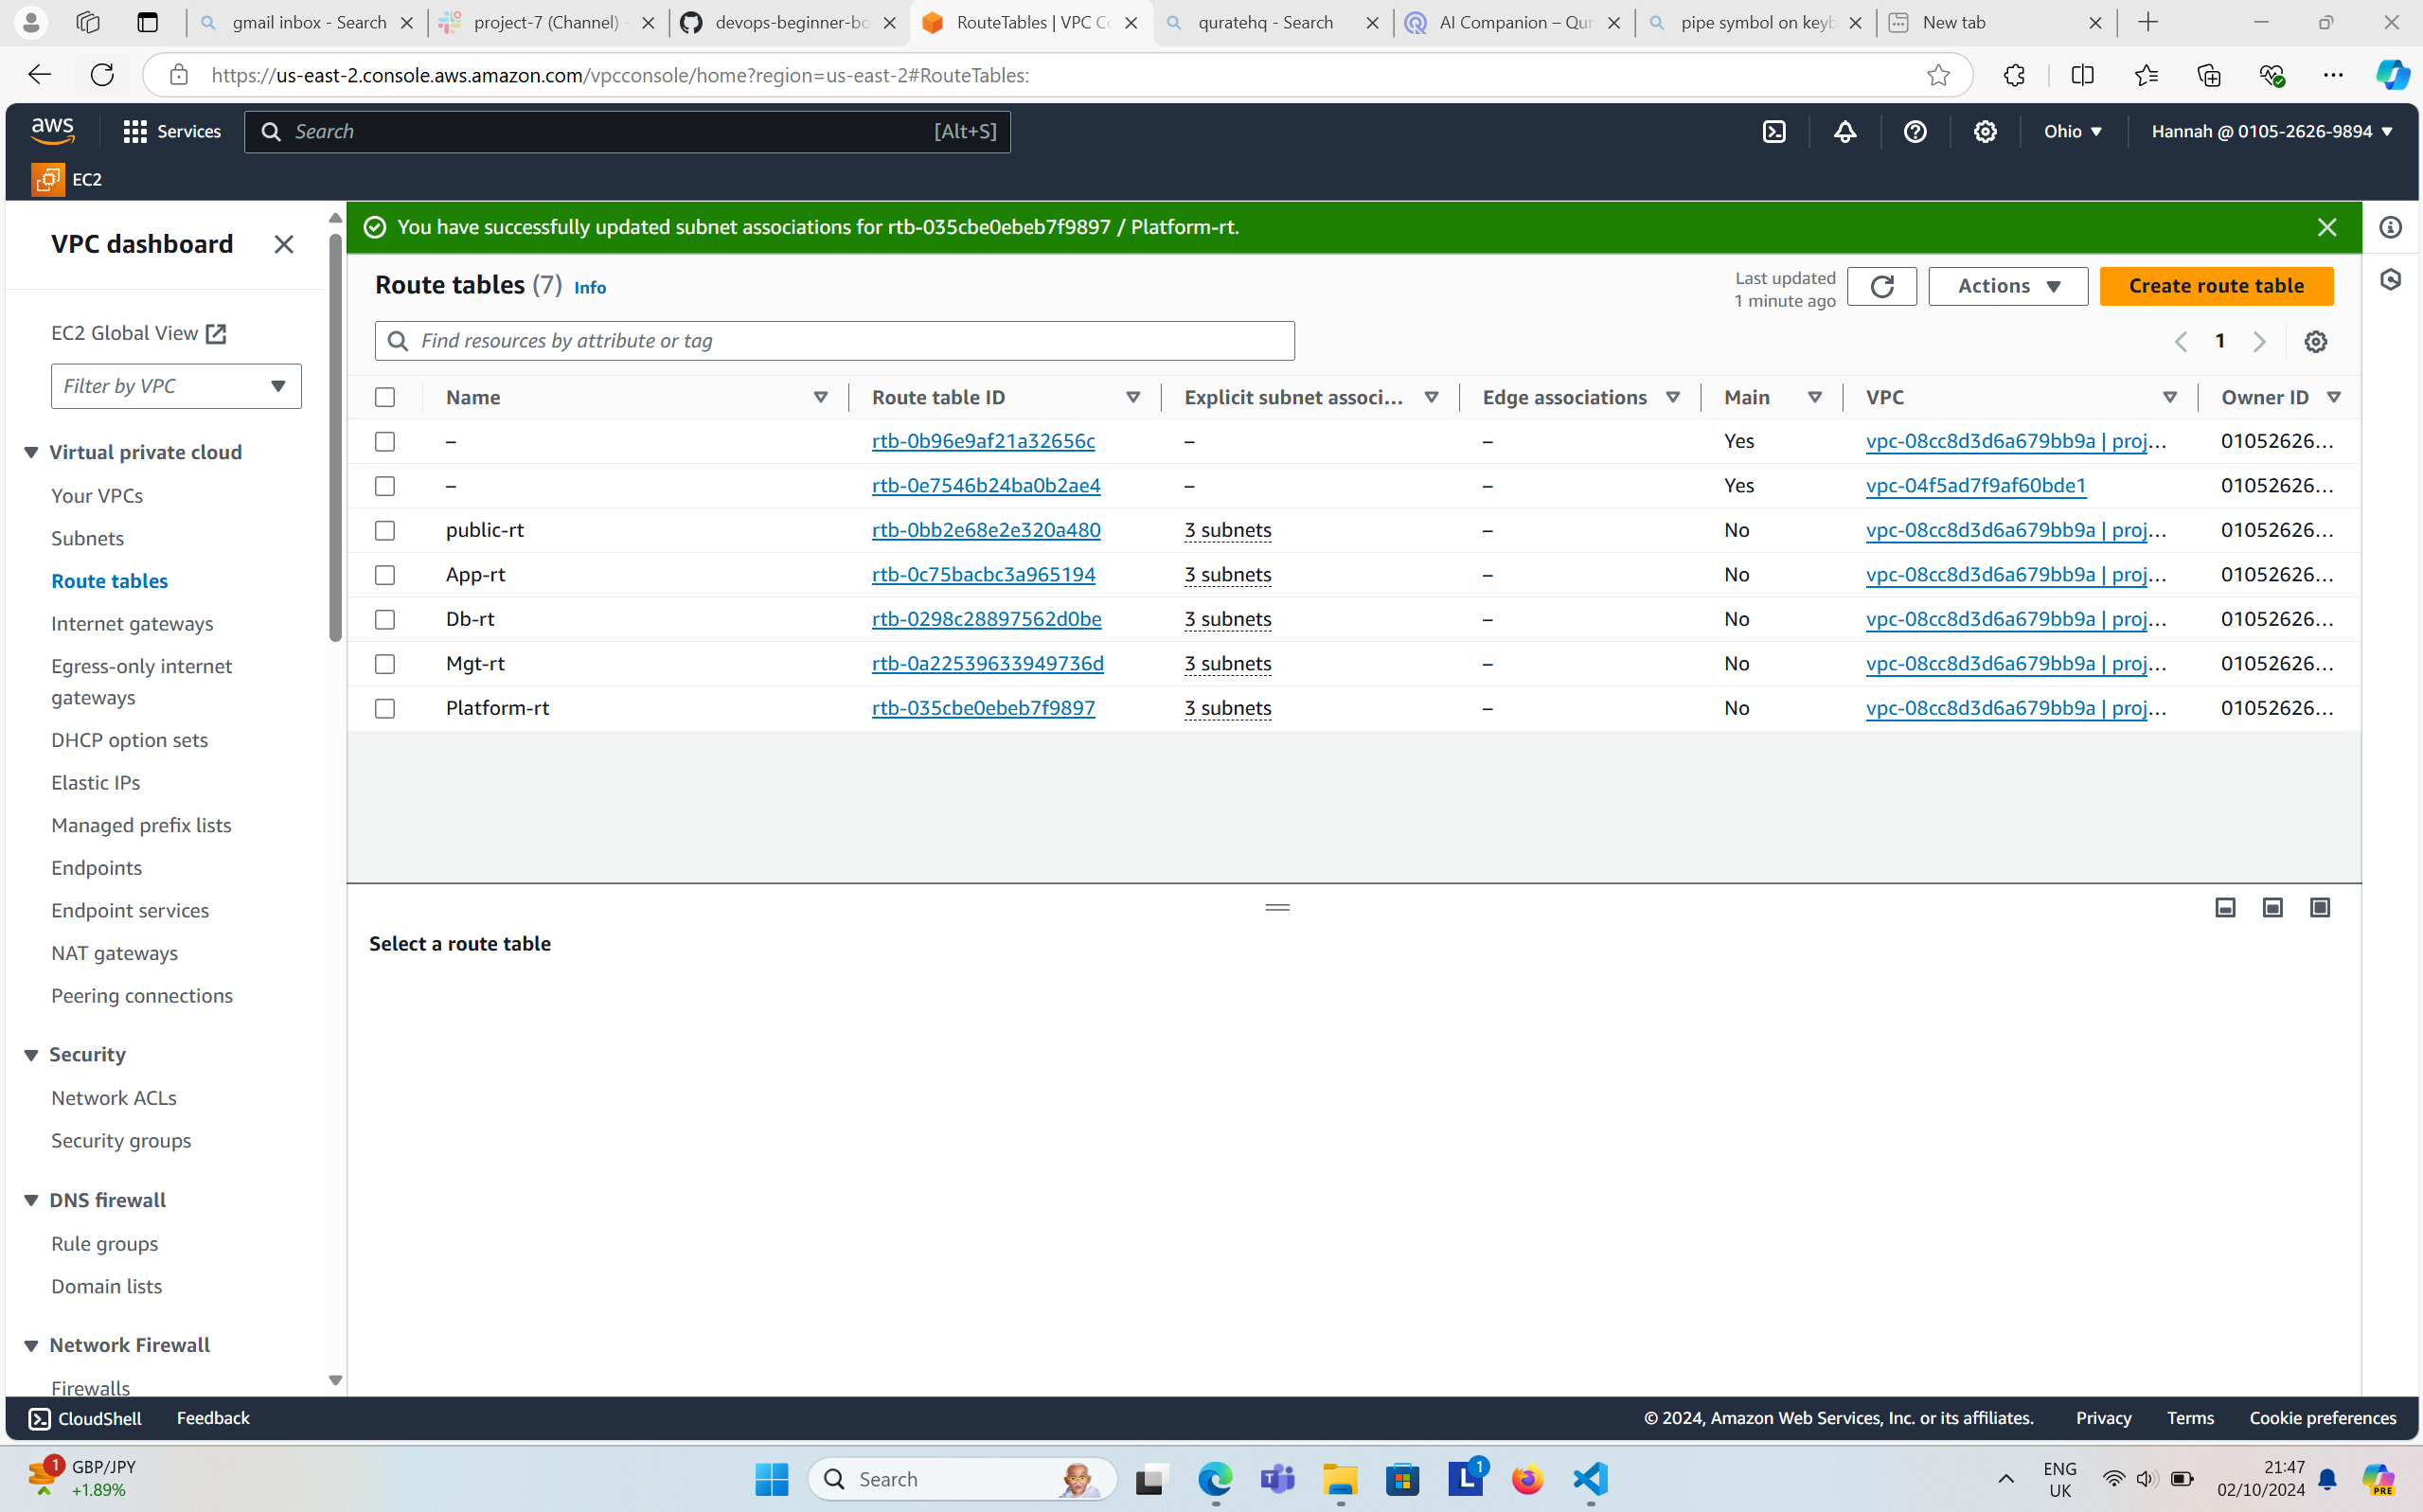 gmail inbox - Search
project-7 (Channel)
devops-beginner-bo
RouteTables | VPC Co
quratehq - Search
AI Companion – Qur
pipe symbol on keyb
New tab
https://us-east-2.console.aws.amazon.com/vpcconsole/home?region=us-east-2#RouteTables:
aws
Services
Search
[Alt+S]
Ohio
Hannah @ 0105-2626-9894
EC2
VPC dashboard
EC2 Global View
Filter by VPC
Virtual private cloud
Your VPCs
Subnets
Route tables
Internet gateways
Egress-only internet
gateways
DHCP option sets
Elastic IPs
Managed prefix lists
Endpoints
Endpoint services
NAT gateways
Peering connections
Security
Network ACLs
Security groups
DNS firewall
Rule groups
Domain lists
Network Firewall
Firewalls
You have successfully updated subnet associations for rtb-035cbe0ebeb7f9897 / Platform-rt.
Route tables (7) Info
Last updated
1 minute ago
Actions
Create route table
Find resources by attribute or tag
1
Name Route table ID Explicit subnet associ... Edge associations Main VPC Owner ID
– rtb-0b96e9af21a32656c – – Yes vpc-08cc8d3d6a679bb9a | proj... 01052626...
– rtb-0e7546b24ba0b2ae4 – – Yes vpc-04f5ad7f9af60bde1 01052626...
public-rt rtb-0bb2e68e2e320a480 3 subnets – No vpc-08cc8d3d6a679bb9a | proj... 01052626...
App-rt rtb-0c75bacbc3a965194 3 subnets – No vpc-08cc8d3d6a679bb9a | proj... 01052626...
Db-rt rtb-0298c28897562d0be 3 subnets – No vpc-08cc8d3d6a679bb9a | proj... 01052626...
Mgt-rt rtb-0a22539633949736d 3 subnets – No vpc-08cc8d3d6a679bb9a | proj... 01052626...
Platform-rt rtb-035cbe0ebeb7f9897 3 subnets – No vpc-08cc8d3d6a679bb9a | proj... 01052626...
Select a route table
CloudShell
Feedback
© 2024, Amazon Web Services, Inc. or its affiliates.
Privacy
Terms
Cookie preferences
1
GBP/JPY
+1.89%
Search
L
1
ENG
UK
21:47
02/10/2024
PRE